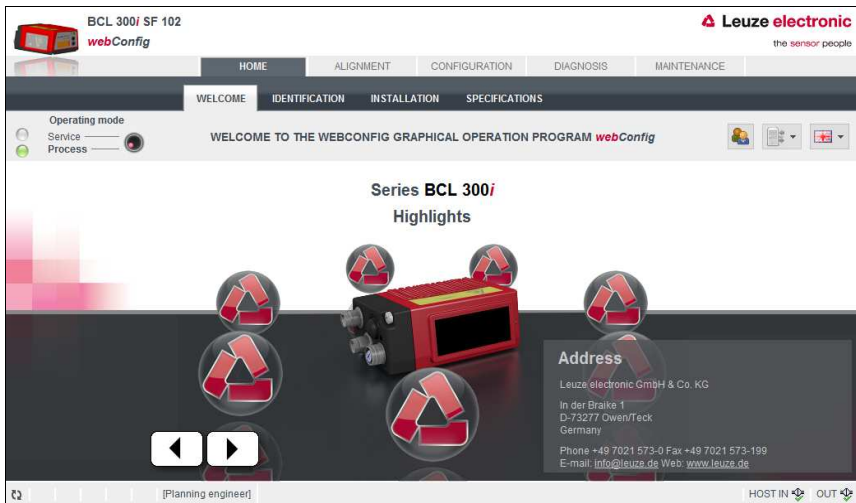 BCL 300i SF 102
webConfig
Leuze electronic
the sensor people
HOME ALIGNMENT CONFIGURATION DIAGNOSIS MAINTENANCE
WELCOME IDENTIFICATION INSTALLATION SPECIFICATIONS
Operating mode
Service
Process
WELCOME TO THE WEBCONFIG GRAPHICAL OPERATION PROGRAM webConfig
Series BCL 300i
Highlights
Address
Leuze electronic GmbH & Co. KG
In der Braike 1
D-73277 Owen/Teck
Germany
Phone +49 7021 573-0 Fax +49 7021 573-199
E-mail: info@leuze.de Web: www.leuze.de
[Planning engineer]
HOST IN OUT